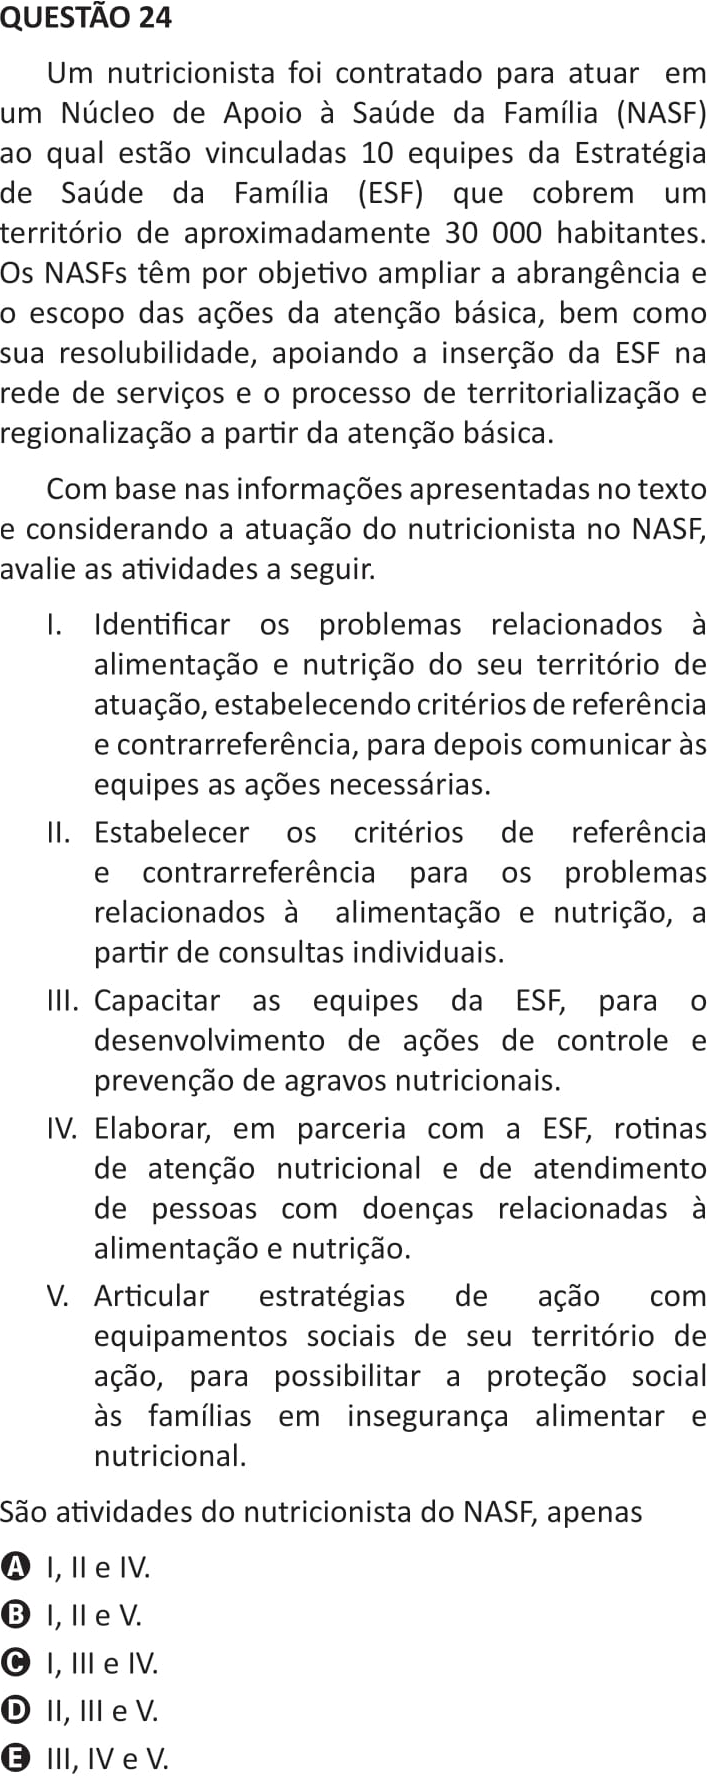 QUESTÃO 24
Um nutricionista foi contratado para atuar em
um Núcleo de Apoio à Saúde da Família (NASF)
ao qual estão vinculadas 10 equipes da Estratégia
de Saúde da Família (ESF) que cobrem um
território de aproximadamente 30 000 habitantes.
Os NASFs têm por objetivo ampliar a abrangência e
o escopo das ações da atenção básica, bem como
sua resolubilidade, apoiando a inserção da ESF na
rede de serviços e o processo de territorialização e
regionalização a partir da atenção básica.
Com base nas informações apresentadas no texto
e considerando a atuação do nutricionista no NASF,
avalie as atividades a seguir.
I. Identificar os problemas relacionados à
alimentação e nutrição do seu território de
atuação, estabelecendo critérios de referência
e contrarreferência, para depois comunicar às
equipes as ações necessárias.
II. Estabelecer os critérios de referência
e contrarreferência para os problemas
relacionados à alimentação e nutrição, a
partir de consultas individuais.
III. Capacitar as equipes da ESF, para o
desenvolvimento de ações de controle e
prevenção de agravos nutricionais.
IV. Elaborar, em parceria com a ESF, rotinas
de atenção nutricional e de atendimento
de pessoas com doenças relacionadas à
alimentação e nutrição.
V. Articular estratégias de ação com
equipamentos sociais de seu território de
ação, para possibilitar a proteção social
às famílias em insegurança alimentar e
nutricional.
São atividades do nutricionista do NASF, apenas
A I, II e IV.
B I, II e V.
C I, III e IV.
D II, III e V.
E III, IV e V.